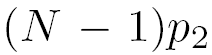 (N − 1)p₂